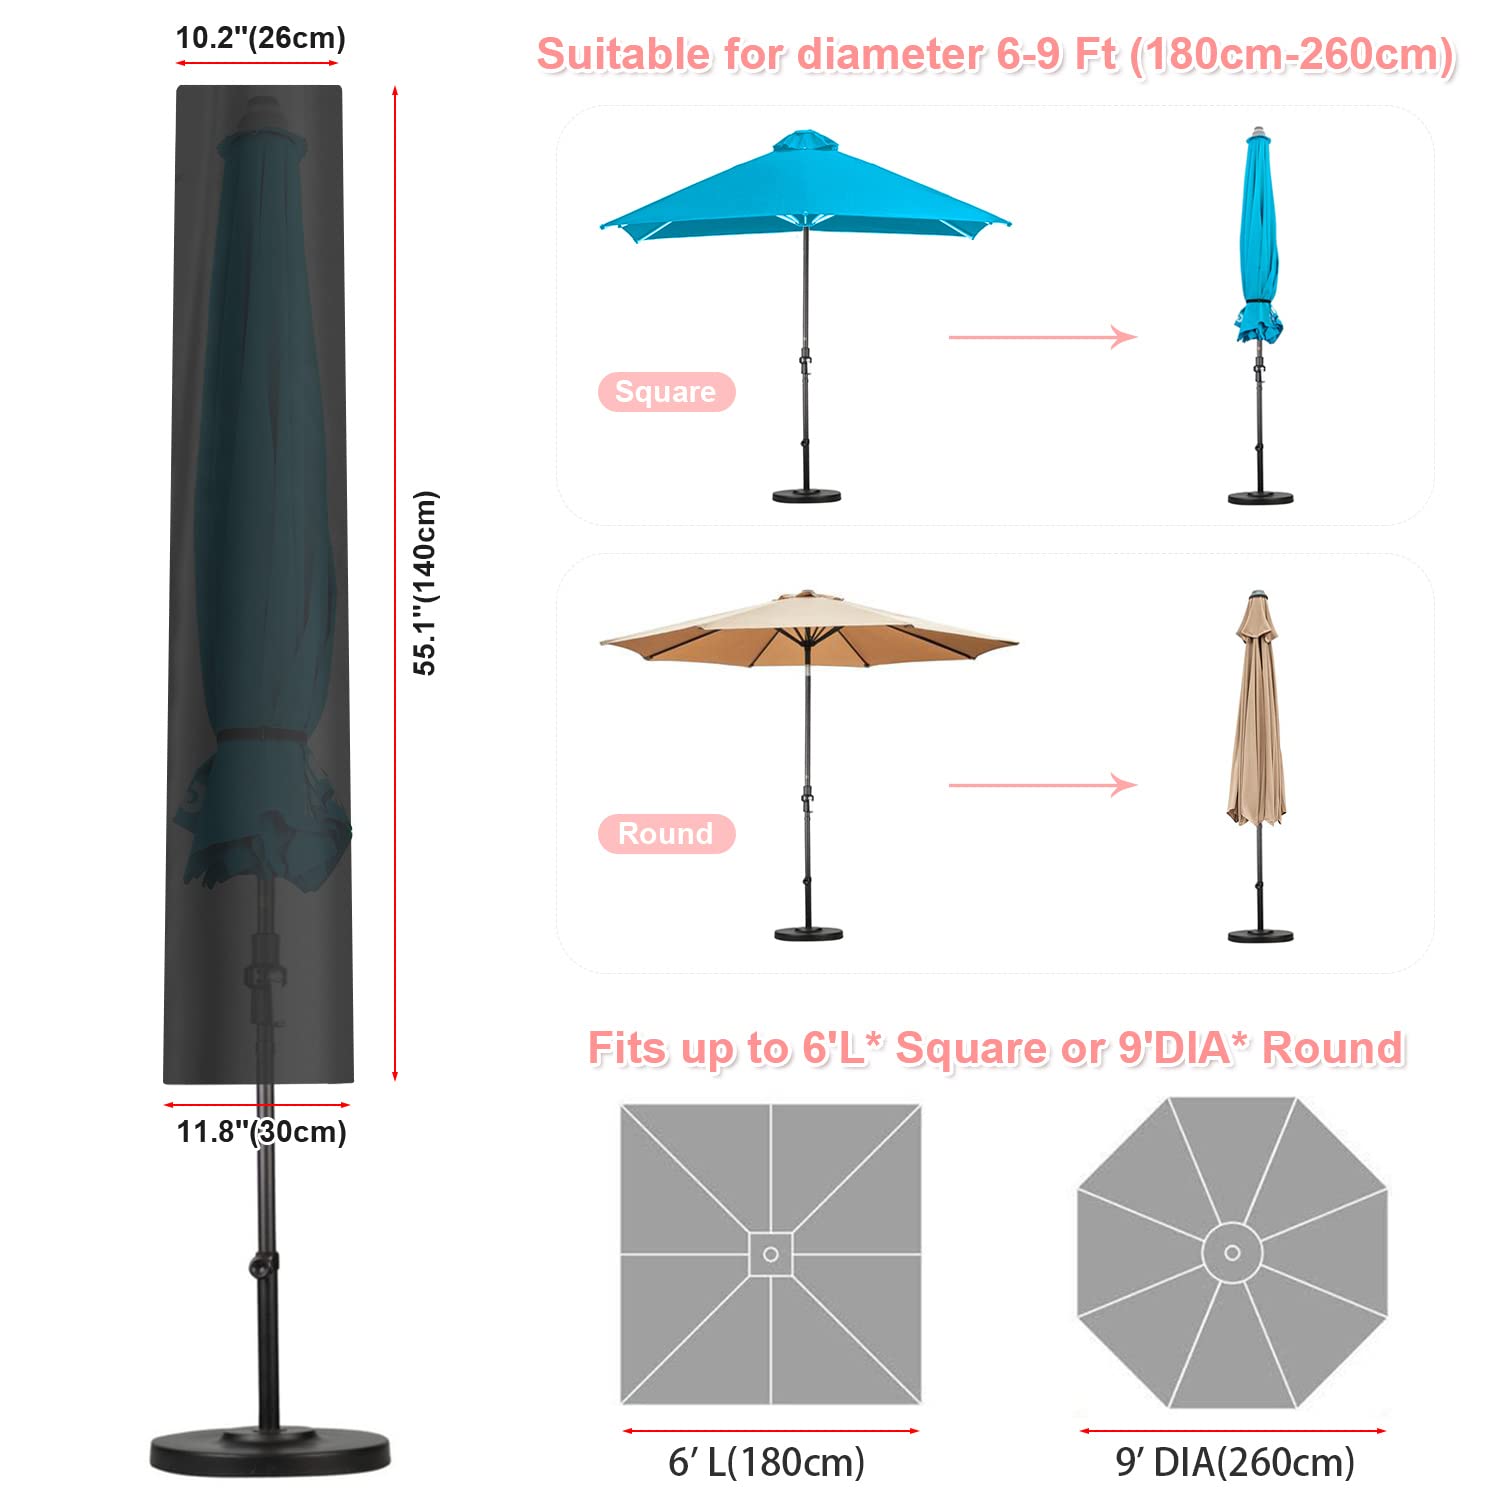 10.2"(26cm)
Suitable for diameter 6-9 Ft (180cm-260cm)
Square
55.1"(140cm)
Round
Fits up to 6'L* Square or 9'DIA* Round
11.8"(30cm)
6’ L(180cm)
9’ DIA(260cm)